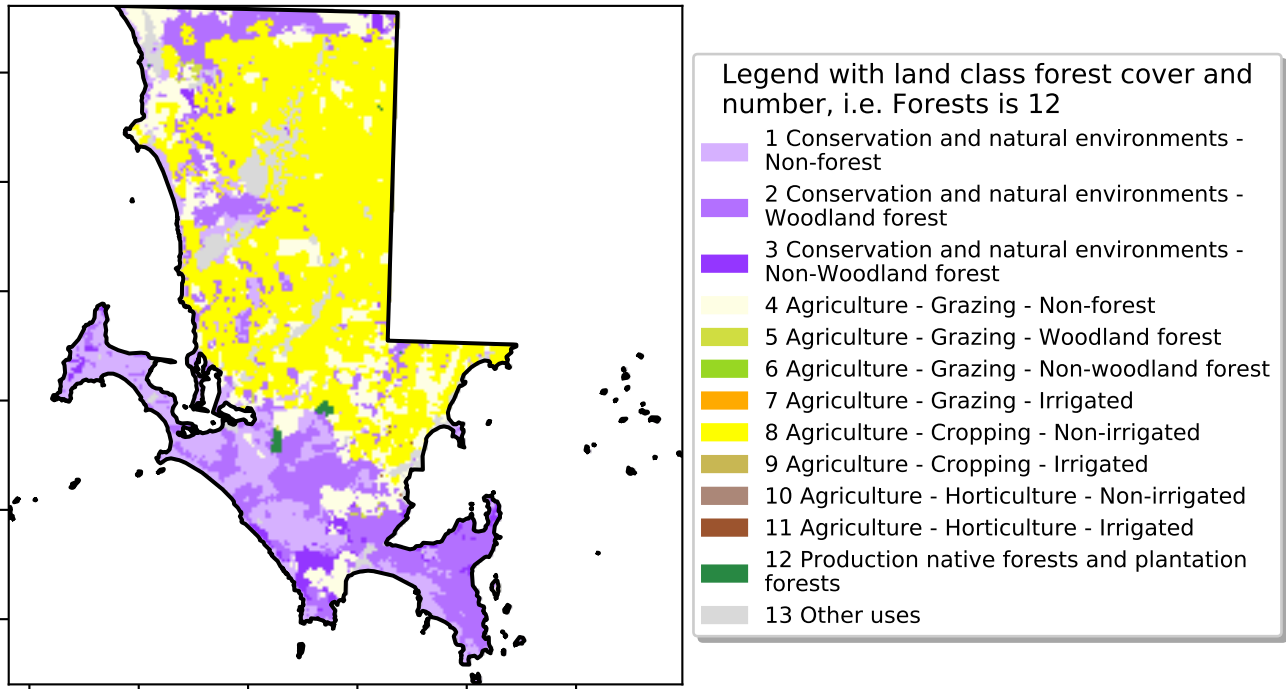 Legend with land class forest cover and
number, i.e. Forests is 12
1 Conservation and natural environments -
Non-forest
2 Conservation and natural environments -
Woodland forest
3 Conservation and natural environments -
Non-Woodland forest
4 Agriculture - Grazing - Non-forest
5 Agriculture - Grazing - Woodland forest
6 Agriculture - Grazing - Non-woodland forest
7 Agriculture - Grazing - Irrigated
8 Agriculture - Cropping - Non-irrigated
9 Agriculture - Cropping - Irrigated
10 Agriculture - Horticulture - Non-irrigated
11 Agriculture - Horticulture - Irrigated
12 Production native forests and plantation
forests
13 Other uses